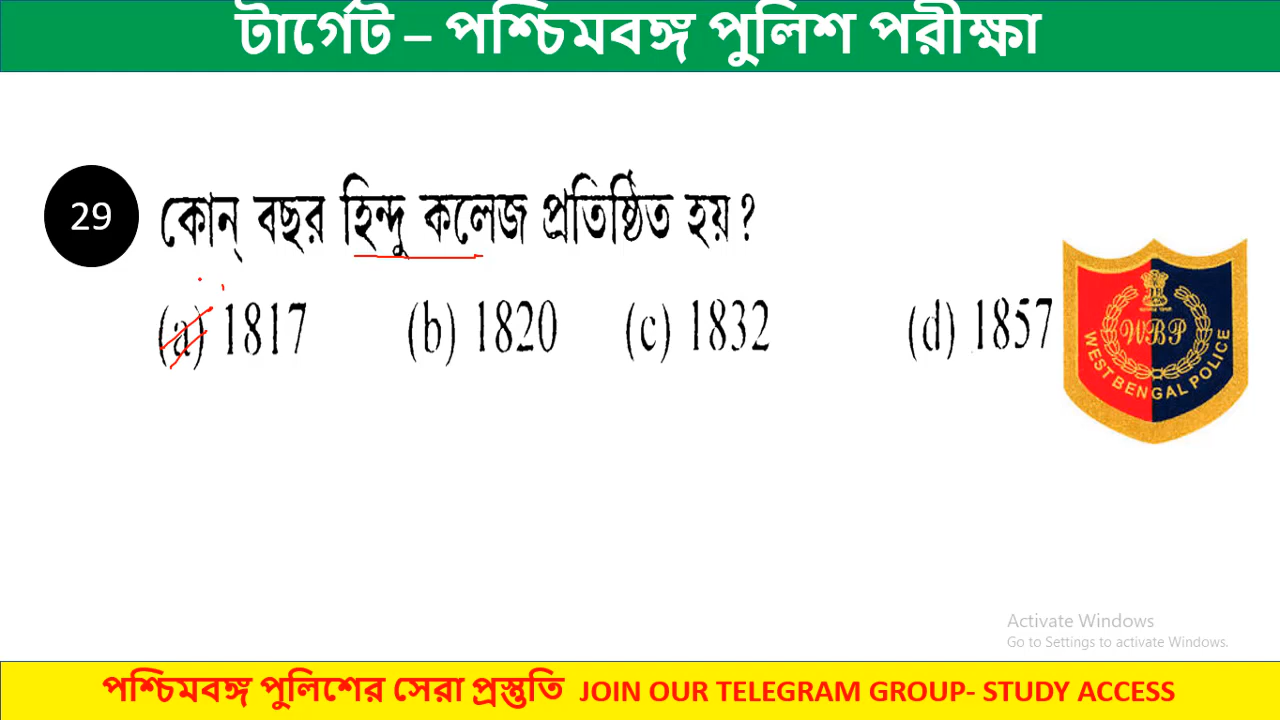 টার্গেট – পশ্চিমবঙ্গ পুলিশ পরীক্ষা
29 কোন্ বছর হিন্দু কলেজ প্রতিষ্ঠিত হয়?
(a) 1817 (b) 1820 (c) 1832 (d) 1857
WBP
WEST BENGAL POLICE
Activate Windows
Go to Settings to activate Windows.
পশ্চিমবঙ্গ পুলিশের সেরা প্রস্তুতি JOIN OUR TELEGRAM GROUP- STUDY ACCESS